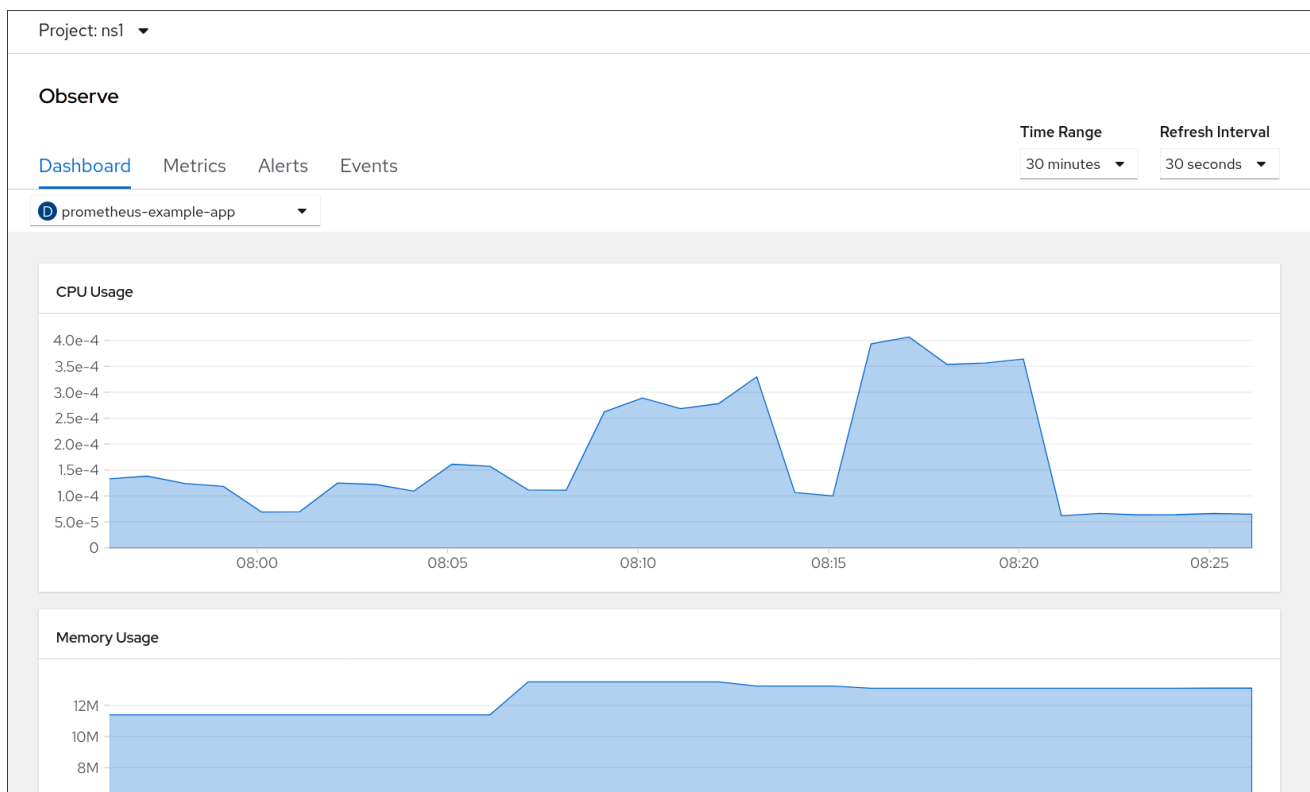 Project: ns1
Observe
Time Range Refresh Interval
Dashboard Metrics Alerts Events 30 minutes 30 seconds
D prometheus-example-app
CPU Usage
4.0e-4
3.5e-4
3.0e-4
2.5e-4
2.0e-4
1.5e-4
1.0e-4
5.0e-5
0
08:00 08:05 08:10 08:15 08:20 08:25
Memory Usage
12M
10M
8M